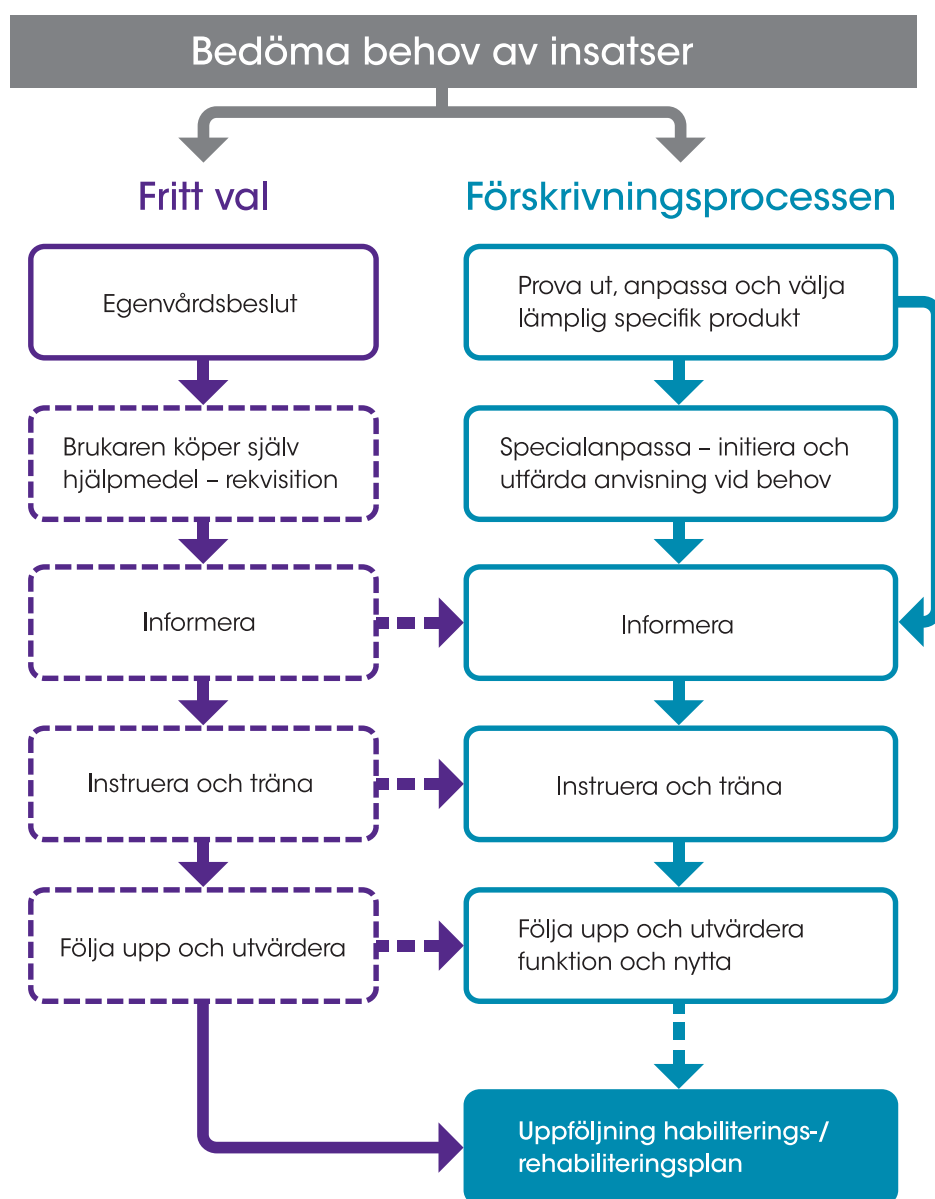 Bedöma behov av insatser
Fritt val
Egenvårdsbeslut
Brukaren köper själv
hjälpmedel – rekvisition
Informera
Instruera och träna
Följa upp och utvärdera
Förskrivningsprocessen
Prova ut, anpassa och välja
lämplig specifik produkt
Specialanpassa – initiera och
utfärda anvisning vid behov
Informera
Instruera och träna
Följa upp och utvärdera
funktion och nytta
Uppföljning habiliterings-/
rehabiliteringsplan